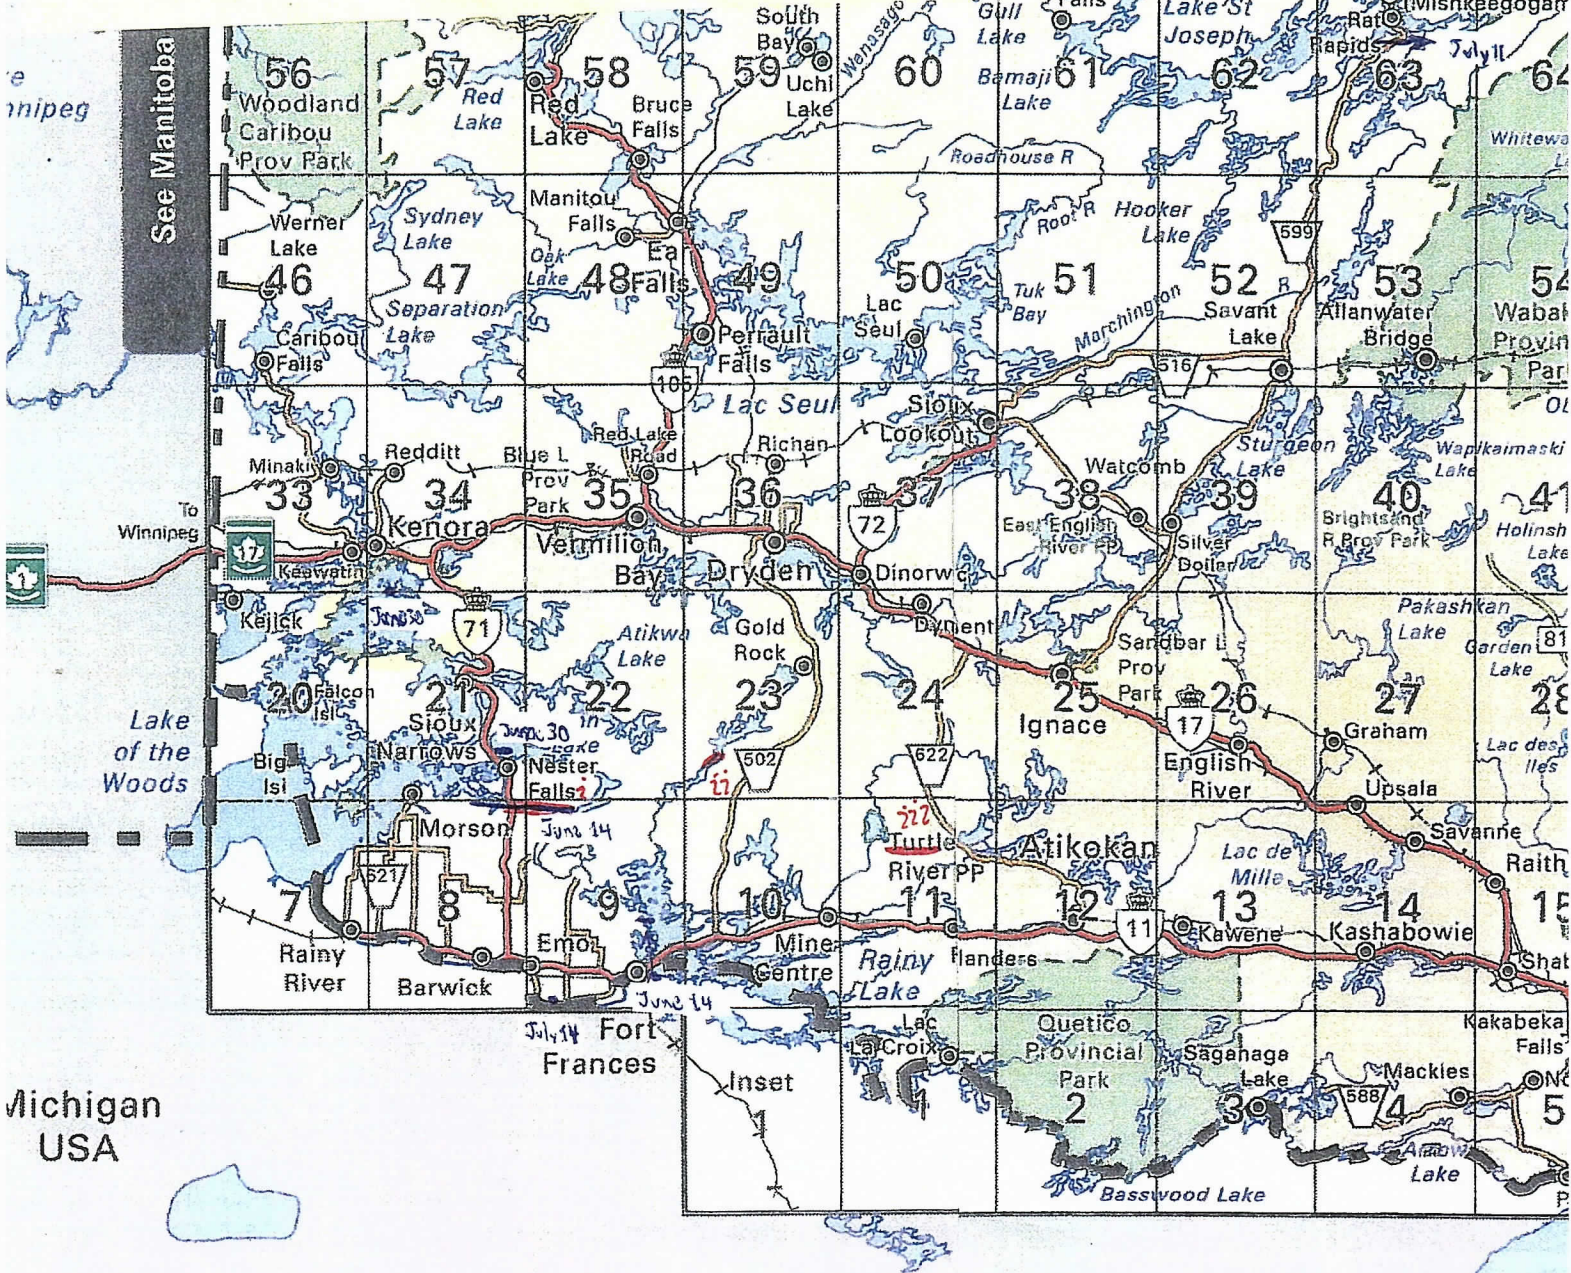 South
Bay
Uchi
Lake
Wenasago
Gull
Lake
Falls
Lake St
Joseph
Rat
Rapids
July 11
56
57
58
59
60
61
62
63
64
Woodland
Caribou
Prov Park
Red
Lake
Red
Lake
Bruce
Falls
Bamaji
Lake
Roadhouse R
See Manitoba
nnipeg
Werner
Lake
Sydney
Lake
Manitou
Falls
Oak
Lake
Ea
Falls
Root R
Hooker
Lake
599
46
47
48
49
50
51
52
53
54
Separation
Lake
Caribou
Falls
Perrault
Falls
Lac
Seul
Tuk
Bay
Marchington
R
Savant
Lake
Allanwater
Bridge
105
516
Lac Seul
Sioux
Lookout
Minaki
Redditt
Blue L
Prov
Park
Red Lake
Road
Richan
Watcomb
Sturgeon
Lake
Wapikaimaski
Lake
33
34
35
36
37
38
39
40
41
To
Winnipeg
1
17
Kenora
Keewatin
Vermilion
Bay
Dryden
72
Dinorwic
East English
River PP
Silver
Dollar
Brightsand
R Prov Park
Holinsh
Lake
Kejick
June 30
71
Atikwa
Lake
Gold
Rock
Dyment
Sandbar L
Prov
Park
Pakashkan
Lake
Garden
Lake
81
20
21
22
23
24
25
26
27
28
Falcon
Isl
Sioux
Narrows
June 30
Lake
Ignace
17
Graham
Lake
of the
Woods
Big
Isl
Nester
Falls i
ii
502
622
English
River
Lac des
Iles
Upsala
Morson
June 14
iii
Turtle
River PP
Atikokan
Lac de
Mille
Savanne
Raith
621
7
8
9
10
11
12
13
14
15
11
Rainy
River
Barwick
Emo
Mine
Centre
Rainy
Lake
Flanders
Kawene
Kashabowie
Shab
June 14
July 14
Fort
Frances
Lac
La Croix
Quetico
Provincial
Park
Saganaga
Lake
Kakabeka
Falls
Mackies
588
Inset
1
1
2
3
4
5
Michigan
USA
Arrow
Lake
Basswood Lake